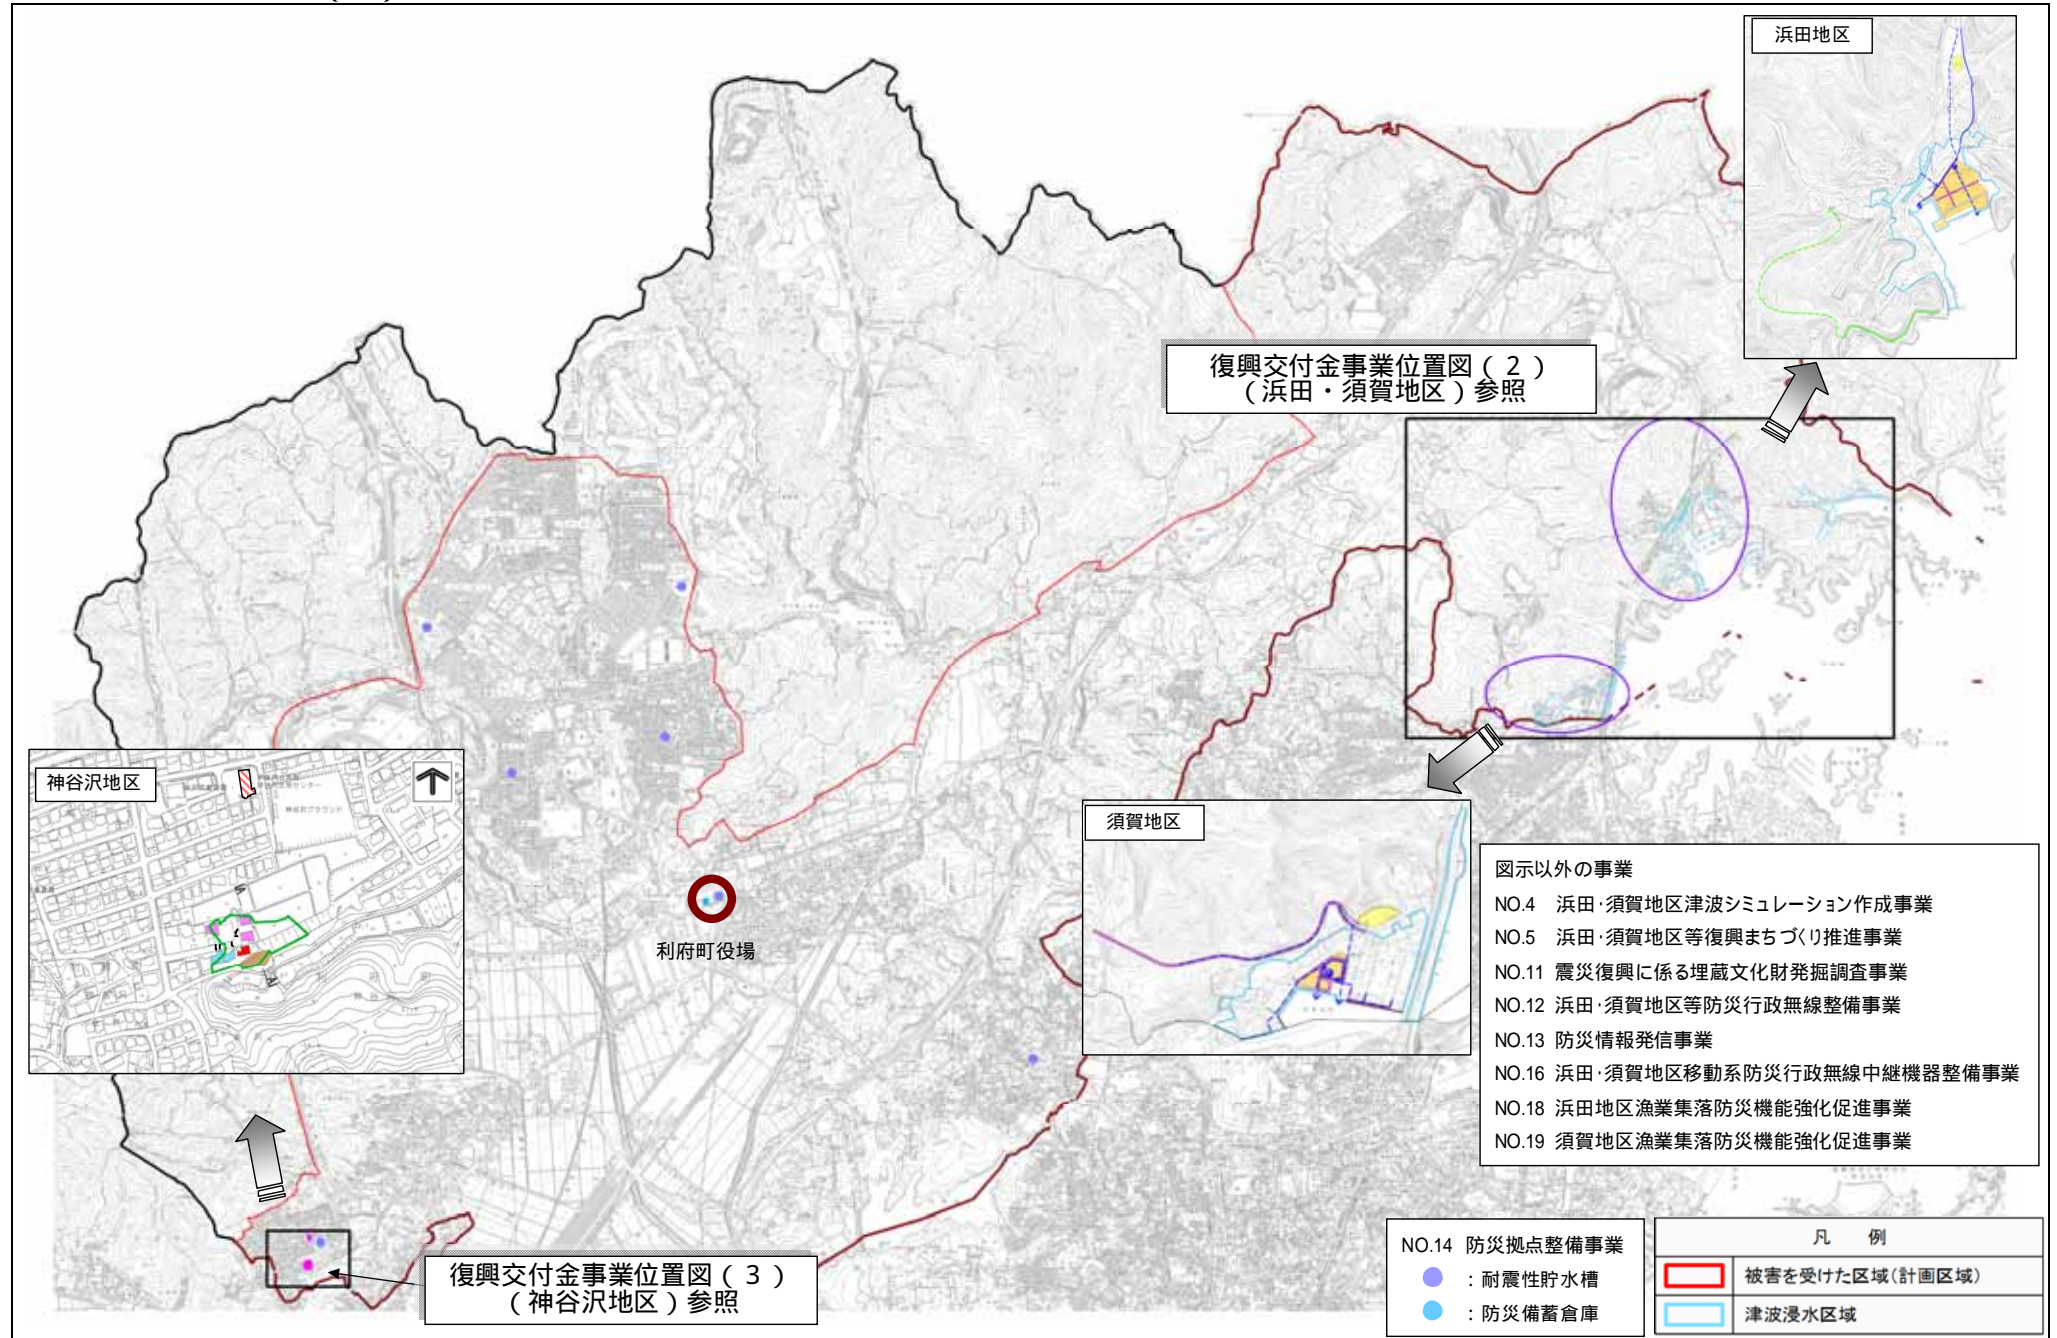 浜田地区
復興交付金事業位置図(2)
(浜田・須賀地区)参照
神谷沢地区
神谷沢グラウンド
須賀地区
利府町役場
図示以外の事業
NO.4 浜田・須賀地区津波シミュレーション作成事業
NO.5 浜田・須賀地区等復興まちづくり推進事業
NO.11 震災復興に係る埋蔵文化財発掘調査事業
NO.12 浜田・須賀地区等防災行政無線整備事業
NO.13 防災情報発信事業
NO.16 浜田・須賀地区移動系防災行政無線中継機器整備事業
NO.18 浜田地区漁業集落防災機能強化促進事業
NO.19 須賀地区漁業集落防災機能強化促進事業
復興交付金事業位置図(3)
(神谷沢地区)参照
NO.14 防災拠点整備事業
:耐震性貯水槽
:防災備蓄倉庫
凡 例
被害を受けた区域(計画区域)
津波浸水区域